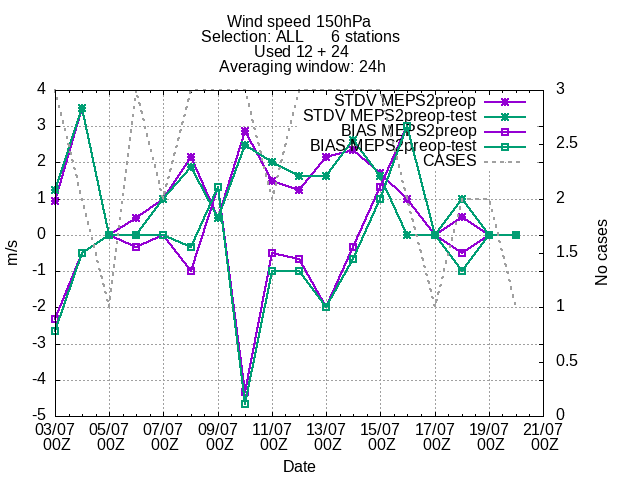 Wind speed 150hPa
Selection: ALL 6 stations
Used 12 + 24
Averaging window: 24h
STDV MEPS2preop
STDV MEPS2preop-test
BIAS MEPS2preop
BIAS MEPS2preop-test
CASES
4
3
2
1
0
-1
-2
-3
-4
-5
m/s
3
2.5
2
1.5
1
0.5
0
No cases
03/07 05/07 07/07 09/07 11/07 13/07 15/07 17/07 19/07 21/07
00Z 00Z 00Z 00Z 00Z 00Z 00Z 00Z 00Z 00Z
Date